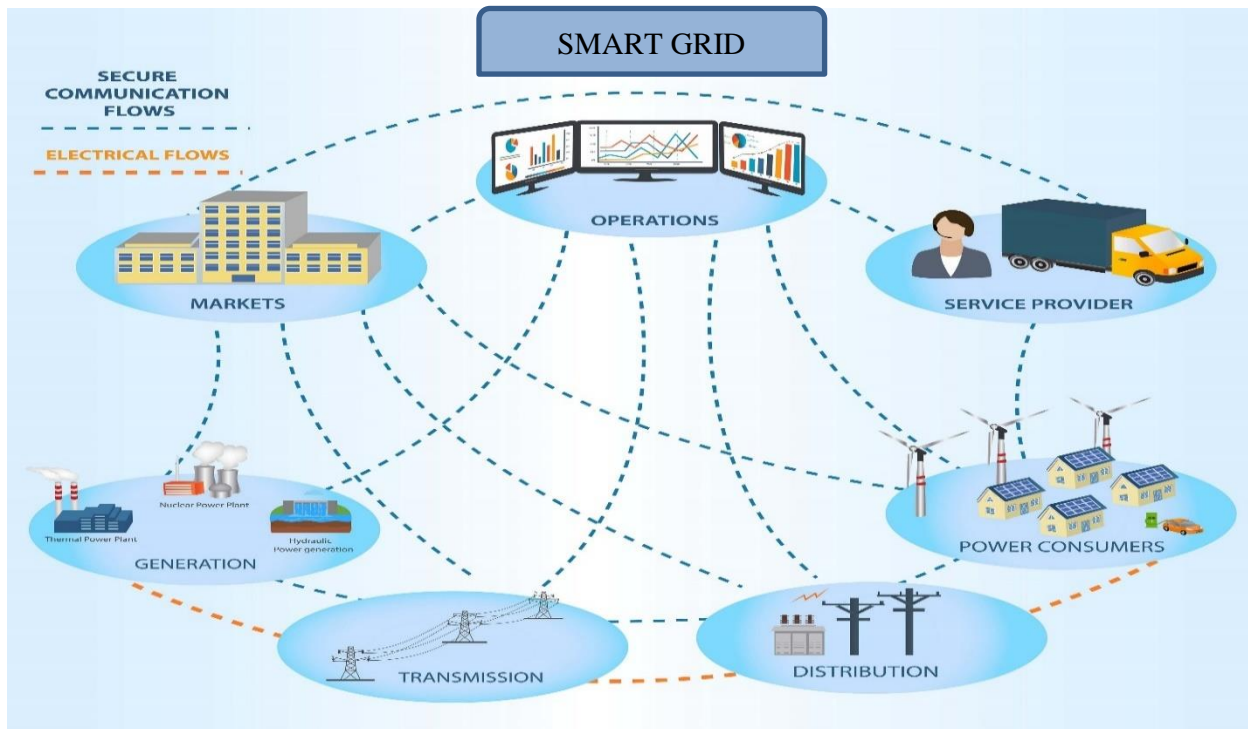 SMART GRID
SECURE
COMMUNICATION
FLOWS
ELECTRICAL FLOWS
OPERATIONS
MARKETS
SERVICE PROVIDER
Nuclear Power Plant
Thermal Power Plant
Hydraulic
Power generation
GENERATION
POWER CONSUMERS
TRANSMISSION
DISTRIBUTION